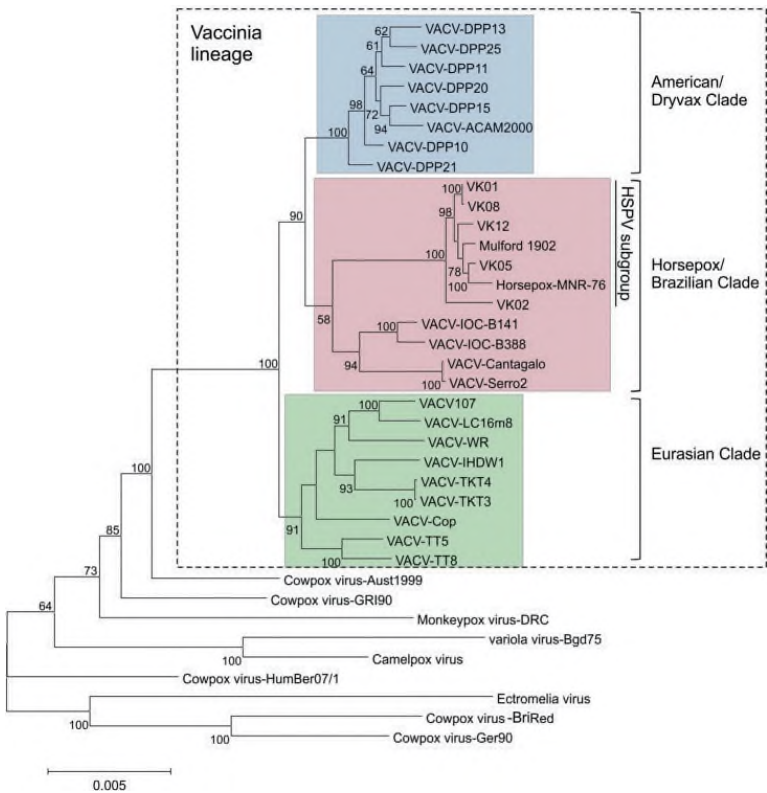 Vaccinia
lineage
62
VACV-DPP13
61
VACV-DPP25
64
VACV-DPP11
VACV-DPP20
98
72
VACV-DPP15
94
VACV-ACAM2000
100
VACV-DPP10
VACV-DPP21
American/
Dryvax Clade
90
100
VK01
VK08
98
VK12
Mulford 1902
100
78
VK05
100
Horsepox-MNR-76
VK02
HSPV subgroup
58
100
VACV-IOC-B141
VACV-IOC-B388
94
VACV-Cantagalo
100
VACV-Serro2
Horsepox/
Brazilian Clade
100
VACV107
100
VACV-LC16m8
91
VACV-WR
VACV-IHDW1
93
VACV-TKT4
100
VACV-TKT3
91
VACV-Cop
VACV-TT5
100
VACV-TT8
Eurasian Clade
100
Cowpox virus-Aust1999
85
Cowpox virus-GRI90
73
Monkeypox virus-DRC
64
variola virus-Bgd75
100
Camelpox virus
Cowpox virus-HumBer07/1
Ectromelia virus
100
Cowpox virus-BriRed
100
Cowpox virus-Ger90
0.005